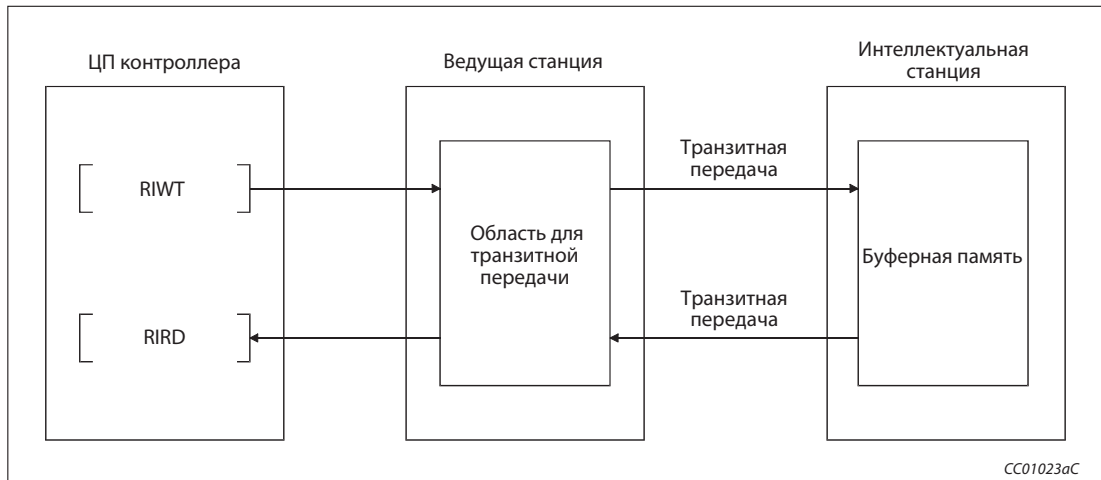 ЦП контроллера
Ведущая станция
Интеллектуальная
станция
RIWT
RIRD
Область для
транзитной
передачи
Транзитная
передача
Транзитная
передача
Буферная память
CC01023aC